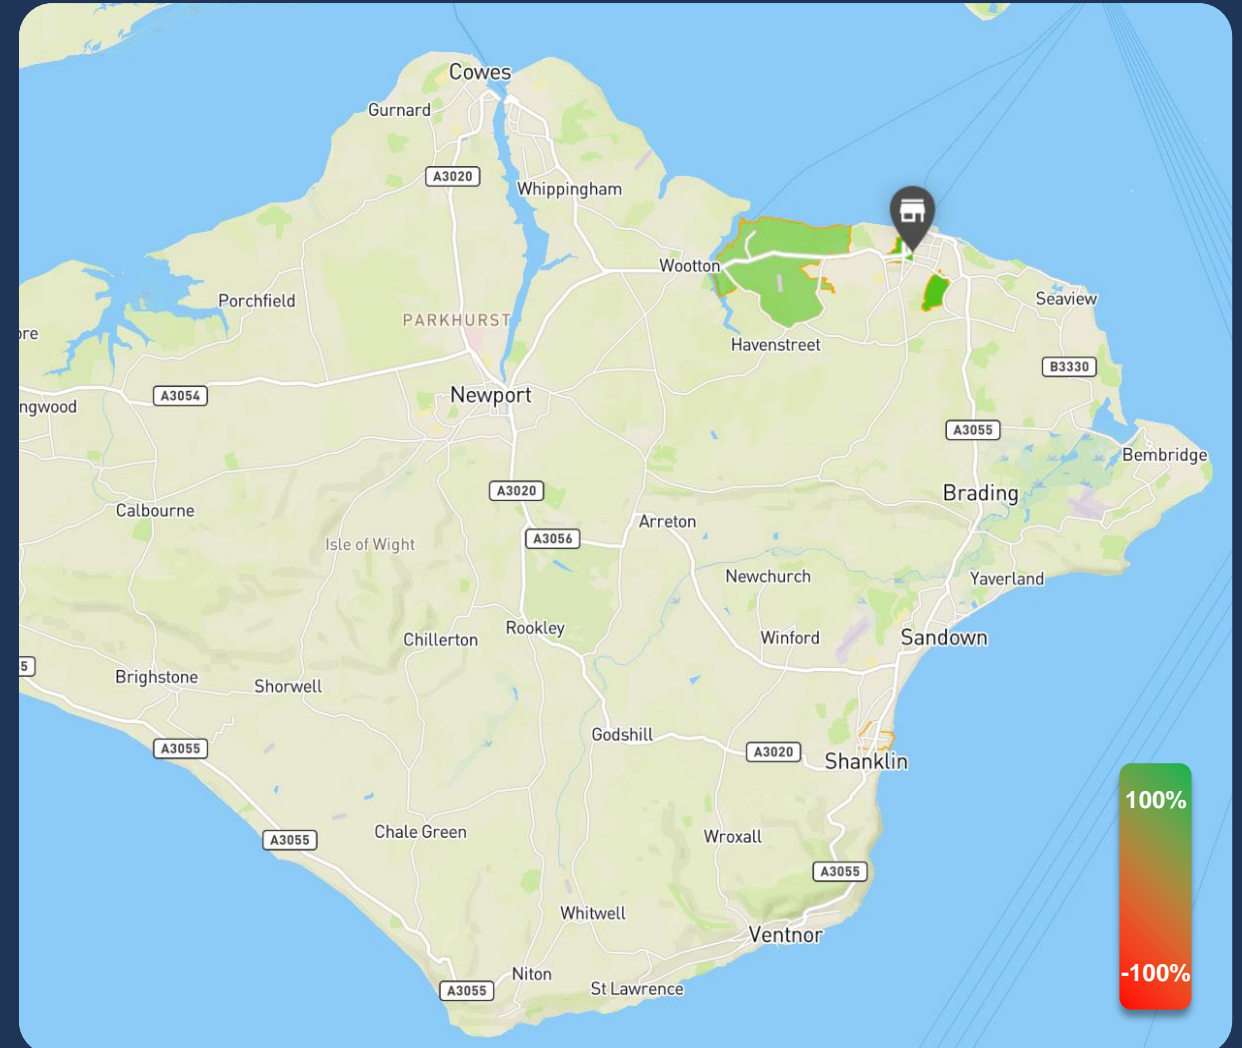 Cowes
Gurnard
A3020
Whippingham
Wootton
Porchfield
Seaview
PARKHURST
ore
Havenstreet
B3330
Newport
A3054
ngwood
A3055
Bembridge
A3020
Brading
Calbourne
Arreton
A3056
Isle of Wight
Newchurch
Yaverland
Rookley
Chillerton
Winford
Sandown
5
Brighstone
Shorwell
Godshill
A3055
A3020
Shanklin
100%
Chale Green
Wroxall
A3055
A3055
Whitwell
Ventnor
Niton
-100%
St Lawrence
A3055